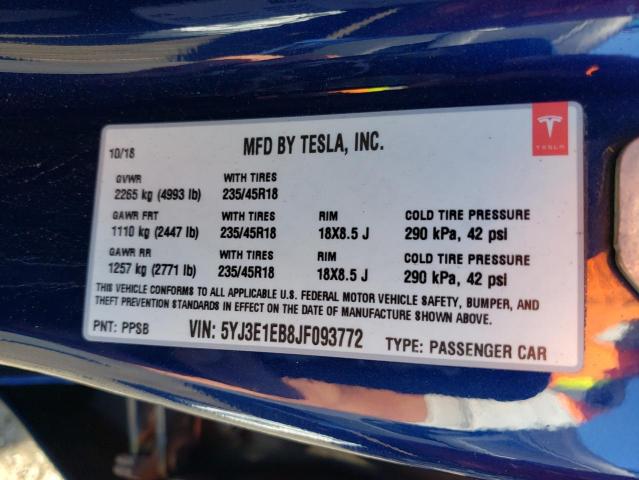 MFD BY TESLA, INC.
TESLA
10/18
GVWR WITH TIRES
2265 kg (4993 lb) 235/45R18
GAWR FRT WITH TIRES RIM COLD TIRE PRESSURE
1110 kg (2447 lb) 235/45R18 18X8.5 J 290 kPa, 42 psi
GAWR RR WITH TIRES RIM COLD TIRE PRESSURE
1257 kg (2771 lb) 235/45R18 18X8.5 J 290 kPa, 42 psi
THIS VEHICLE CONFORMS TO ALL APPLICABLE U.S. FEDERAL MOTOR VEHICLE SAFETY, BUMPER, AND
THEFT PREVENTION STANDARDS IN EFFECT ON THE DATE OF MANUFACTURE SHOWN ABOVE.
PNT: PPSB VIN: 5YJ3E1EB8JF093772 TYPE: PASSENGER CAR